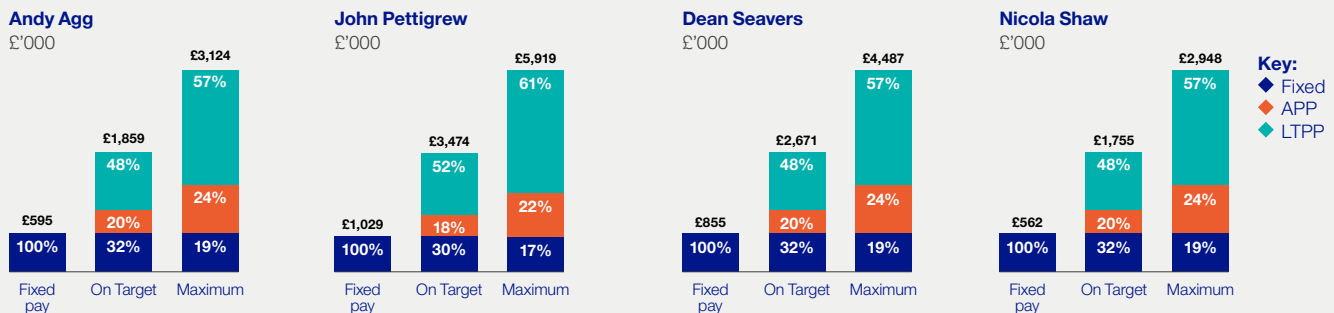 Andy Agg
£’000
£3,124
57%
£1,859
48%
24%
£595
20%
100%
32%
19%
Fixed
pay
On Target
Maximum
John Pettigrew
£’000
£5,919
61%
£3,474
52%
22%
£1,029
18%
100%
30%
17%
Fixed
pay
On Target
Maximum
Dean Seavers
£’000
£4,487
57%
£2,671
48%
24%
£855
20%
100%
32%
19%
Fixed
pay
On Target
Maximum
Nicola Shaw
£’000
£2,948
57%
£1,755
48%
24%
£562
20%
100%
32%
19%
Fixed
pay
On Target
Maximum
Key:
Fixed
APP
LTPP